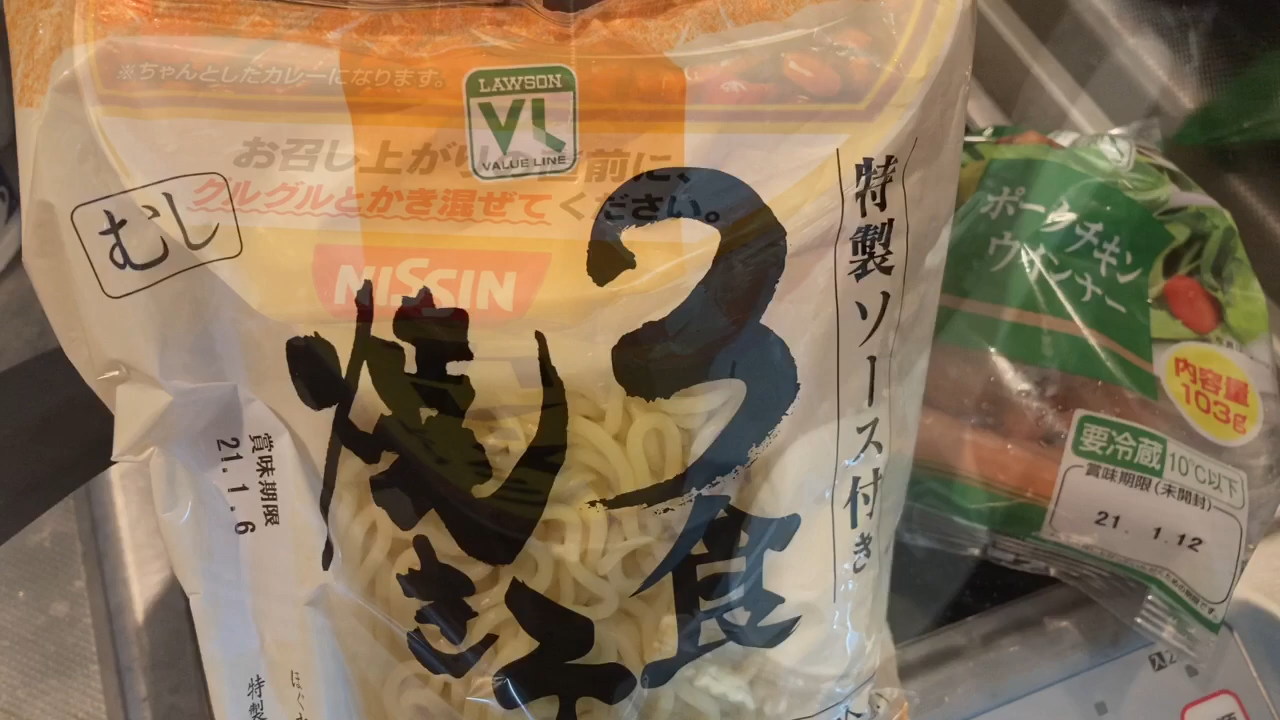 ※ちゃんとしたカレーになります。
LAWSON
VL
VALUE LINE
お召し上がりの直前に、
グルグルとかき混ぜてください。
むし
NISSIN
3食
焼そば
特製ソース付き
賞味期限
21.1.6
特製
ポークチキン
ウインナー
内容量
103g
要冷蔵 10℃以下
賞味期限(未開封)
21. 1.12